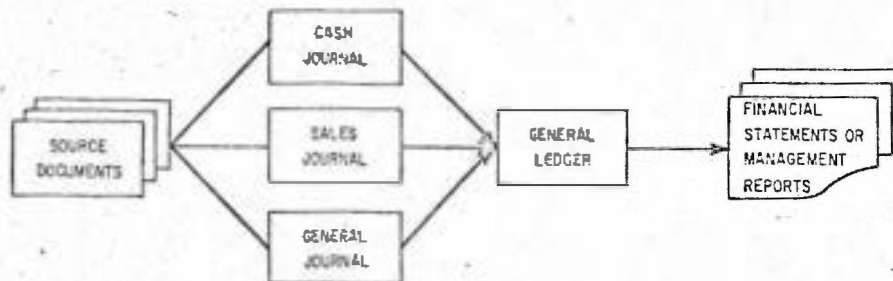 SOURCE
DOCUMENTS
CASH
JOURNAL
SALES
JOURNAL
GENERAL
JOURNAL
GENERAL
LEDGER
FINANCIAL
STATEMENTS OR
MANAGEMENT
REPORTS